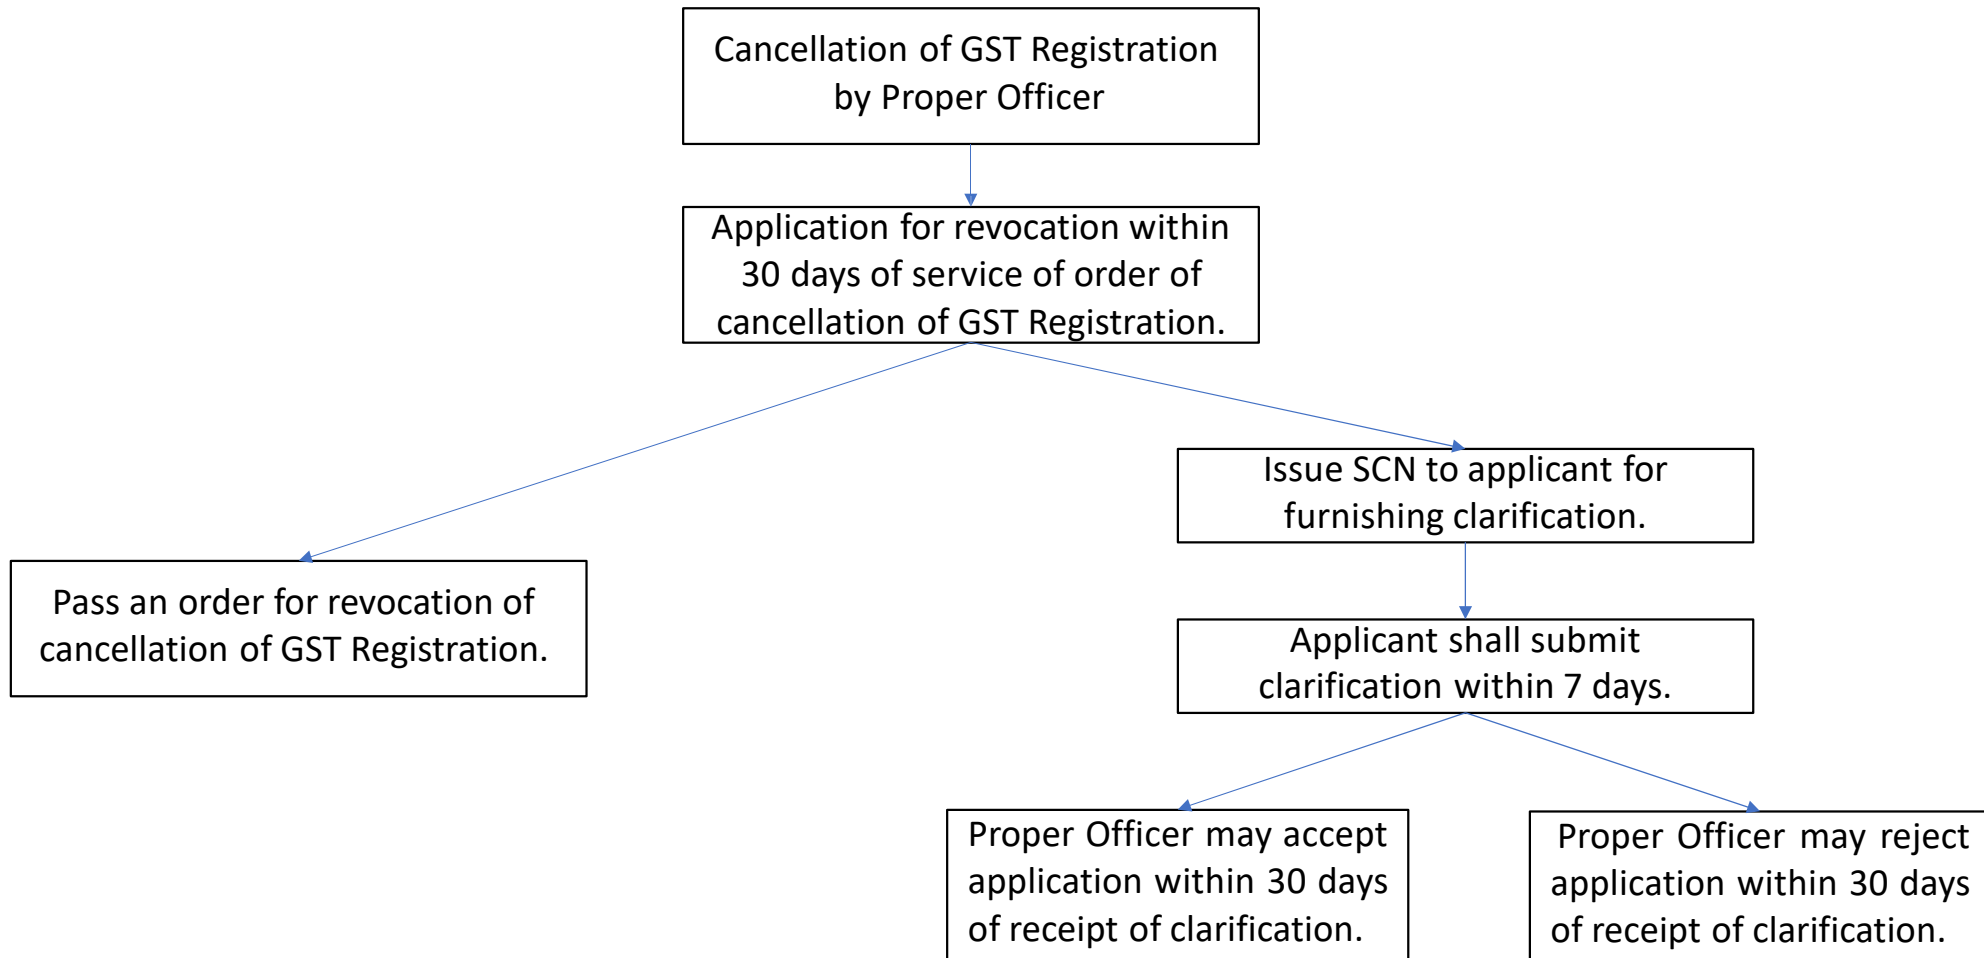 Cancellation of GST Registration
by Proper Officer
Application for revocation within
30 days of service of order of
cancellation of GST Registration.
Issue SCN to applicant for
furnishing clarification.
Pass an order for revocation of
cancellation of GST Registration.
Applicant shall submit
clarification within 7 days.
Proper Officer may accept
application within 30 days
of receipt of clarification.
Proper Officer may reject
application within 30 days
of receipt of clarification.